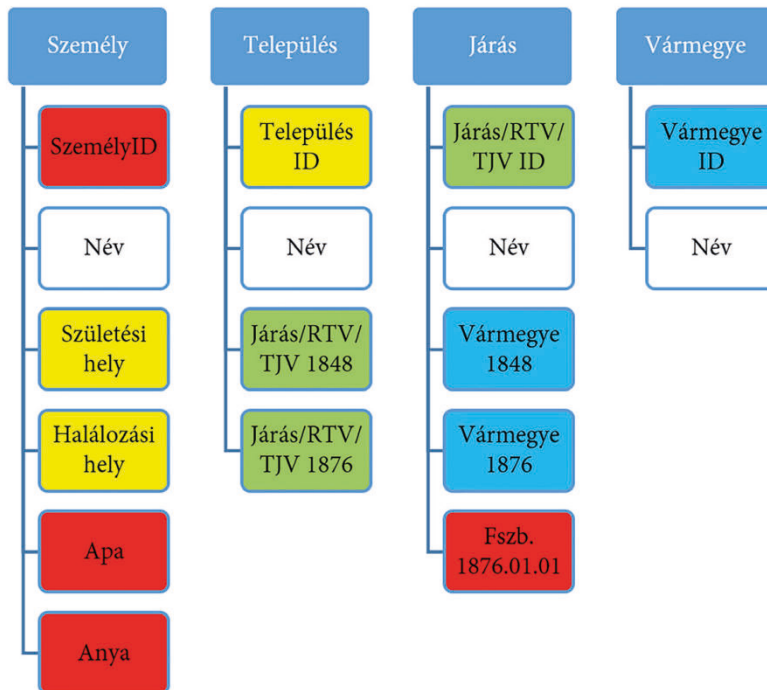 Személy
SzemélyID
Név
Születési
hely
Halálozási
hely
Apa
Anya
Település
Település
ID
Név
Járás/RTV/
TJV 1848
Járás/RTV/
TJV 1876
Járás
Járás/RTV/
TJV ID
Név
Vármegye
1848
Vármegye
1876
Fszb.
1876.01.01
Vármegye
Vármegye
ID
Név